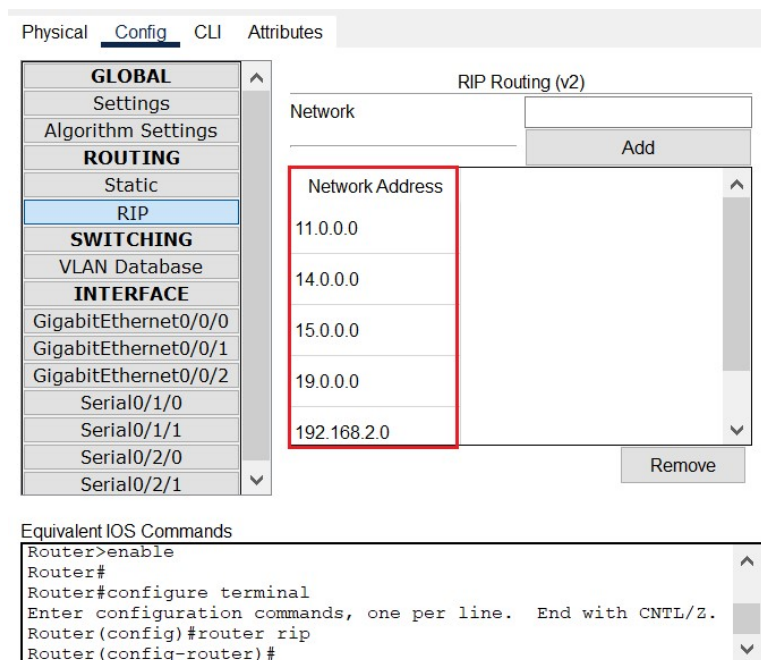 Physical Config CLI Attributes
GLOBAL
Settings
Algorithm Settings
ROUTING
Static
RIP
SWITCHING
VLAN Database
INTERFACE
GigabitEthernet0/0/0
GigabitEthernet0/0/1
GigabitEthernet0/0/2
Serial0/1/0
Serial0/1/1
Serial0/2/0
Serial0/2/1
RIP Routing (v2)
Network
Add
Network Address
11.0.0.0
14.0.0.0
15.0.0.0
19.0.0.0
192.168.2.0
Remove
Equivalent IOS Commands
Router>enable
Router#
Router#configure terminal
Enter configuration commands, one per line. End with CNTL/Z.
Router(config)#router rip
Router(config-router)#